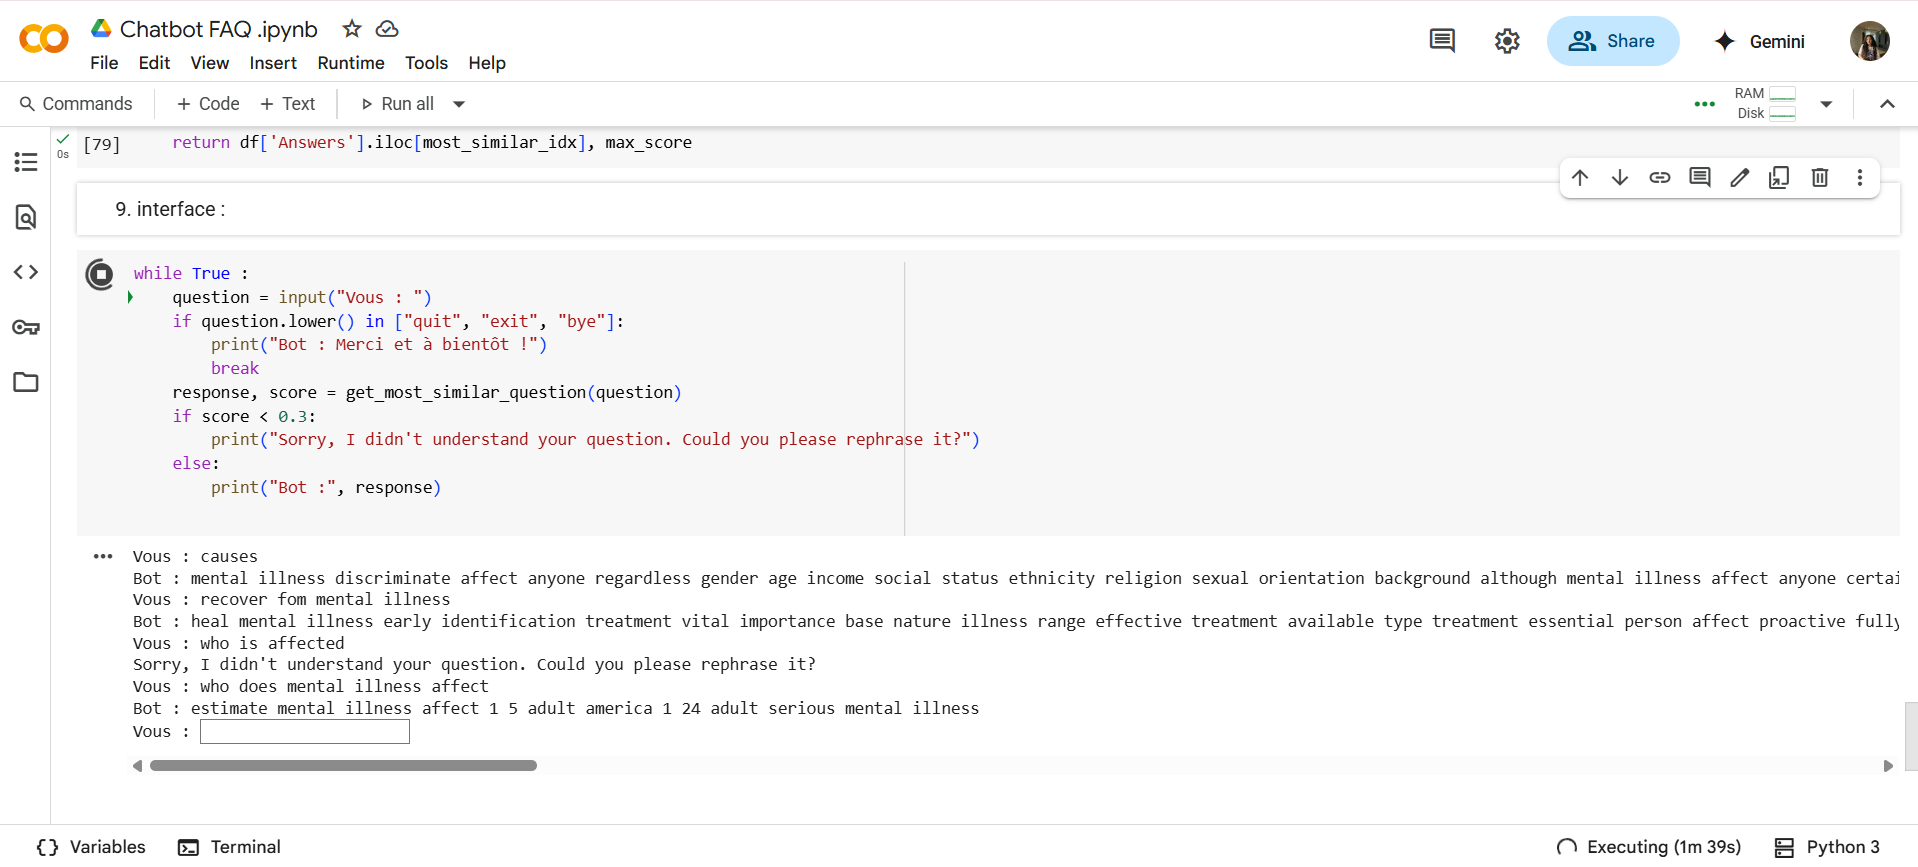 Chatbot FAQ .ipynb
File Edit View Insert Runtime Tools Help
Share
Gemini
Commands + Code + Text Run all
RAM
Disk
0s
[79] return df['Answers'].iloc[most_similar_idx], max_score
9. interface :
while True :
question = input("Vous : ")
if question.lower() in ["quit", "exit", "bye"]:
print("Bot : Merci et à bientôt !")
break
response, score = get_most_similar_question(question)
if score < 0.3:
print("Sorry, I didn't understand your question. Could you please rephrase it?")
else:
print("Bot :", response)
Vous : causes
Bot : mental illness discriminate affect anyone regardless gender age income social status ethnicity religion sexual orientation background although mental illness affect anyone certai
Vous : recover fom mental illness
Bot : heal mental illness early identification treatment vital importance base nature illness range effective treatment available type treatment essential person affect proactive fully
Vous : who is affected
Sorry, I didn't understand your question. Could you please rephrase it?
Vous : who does mental illness affect
Bot : estimate mental illness affect 1 5 adult america 1 24 adult serious mental illness
Vous :
Variables Terminal Executing (1m 39s) Python 3